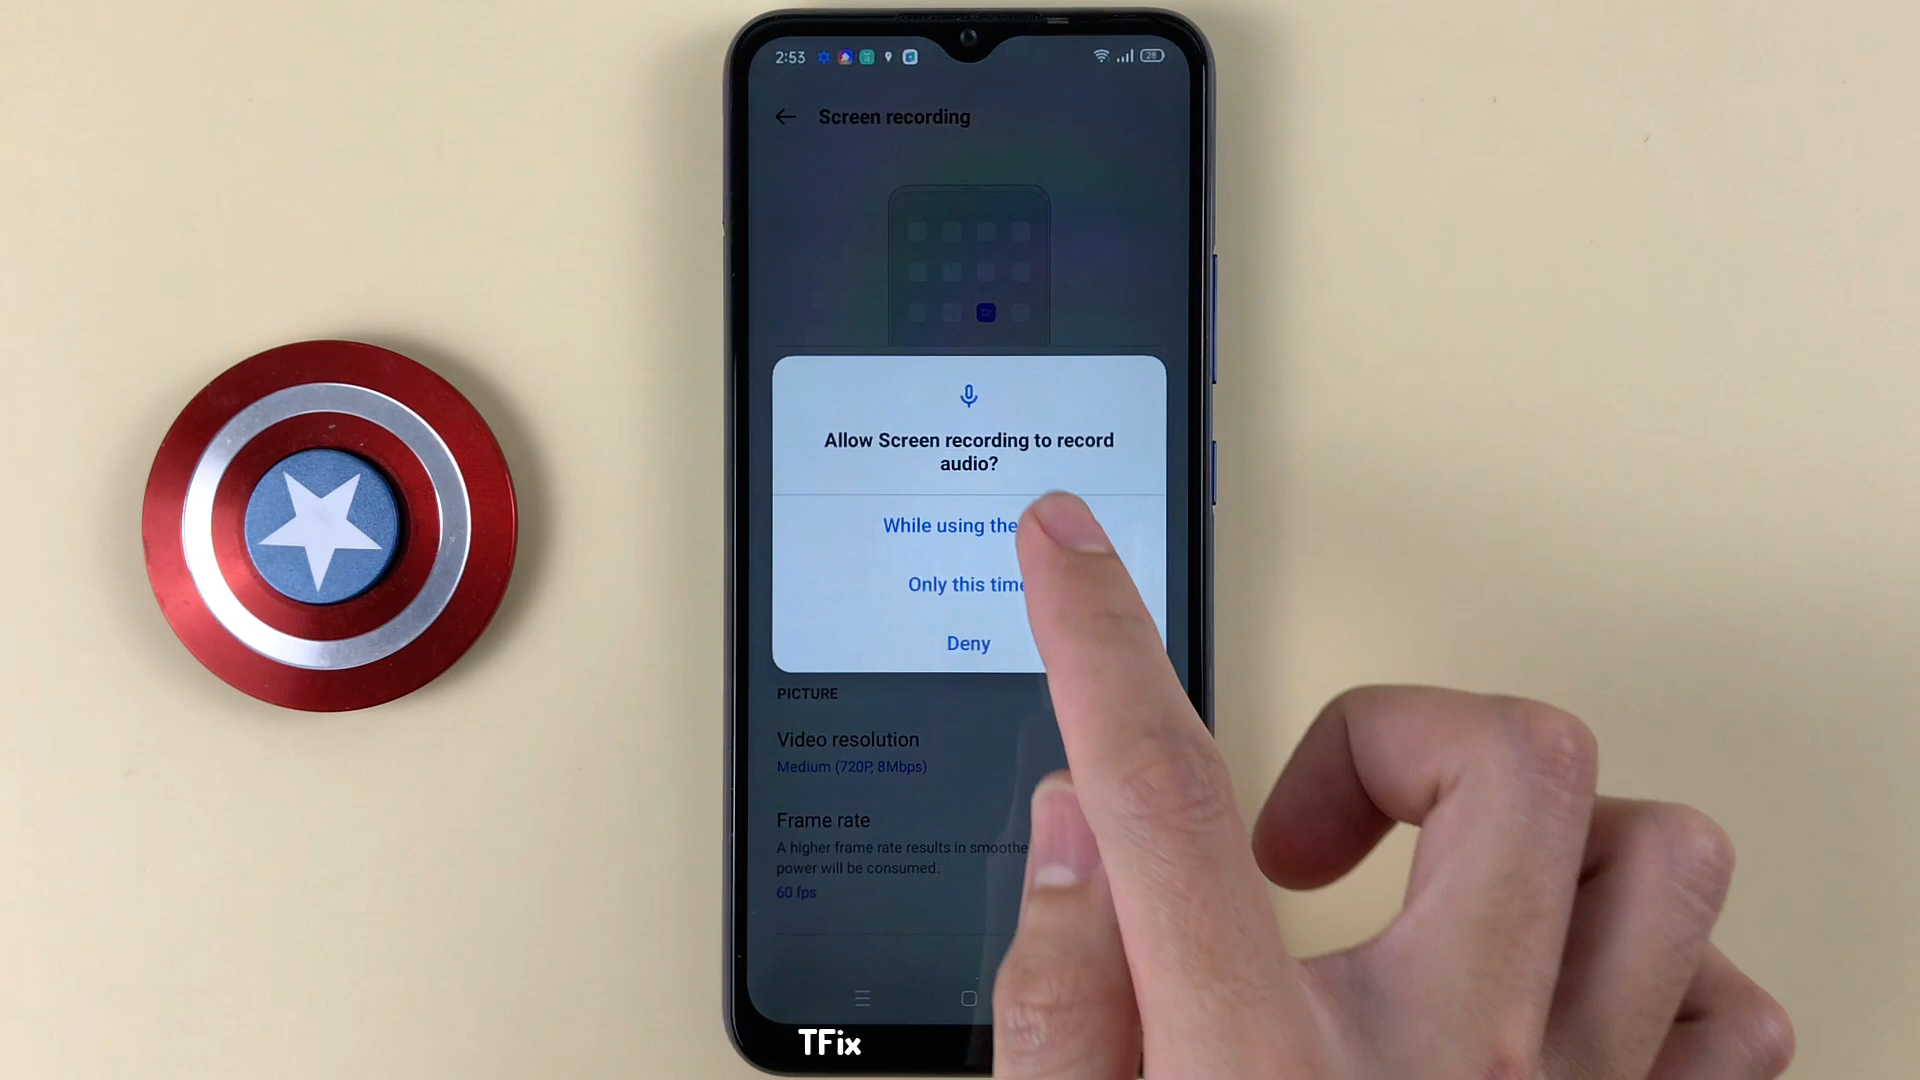 2:53
28
Screen recording
Allow Screen recording to record
audio?
While using the
Only this time
Deny
PICTURE
Video resolution
Medium (720P, 8Mbps)
Frame rate
A higher frame rate results in smoothe
power will be consumed.
60 fps
TFix